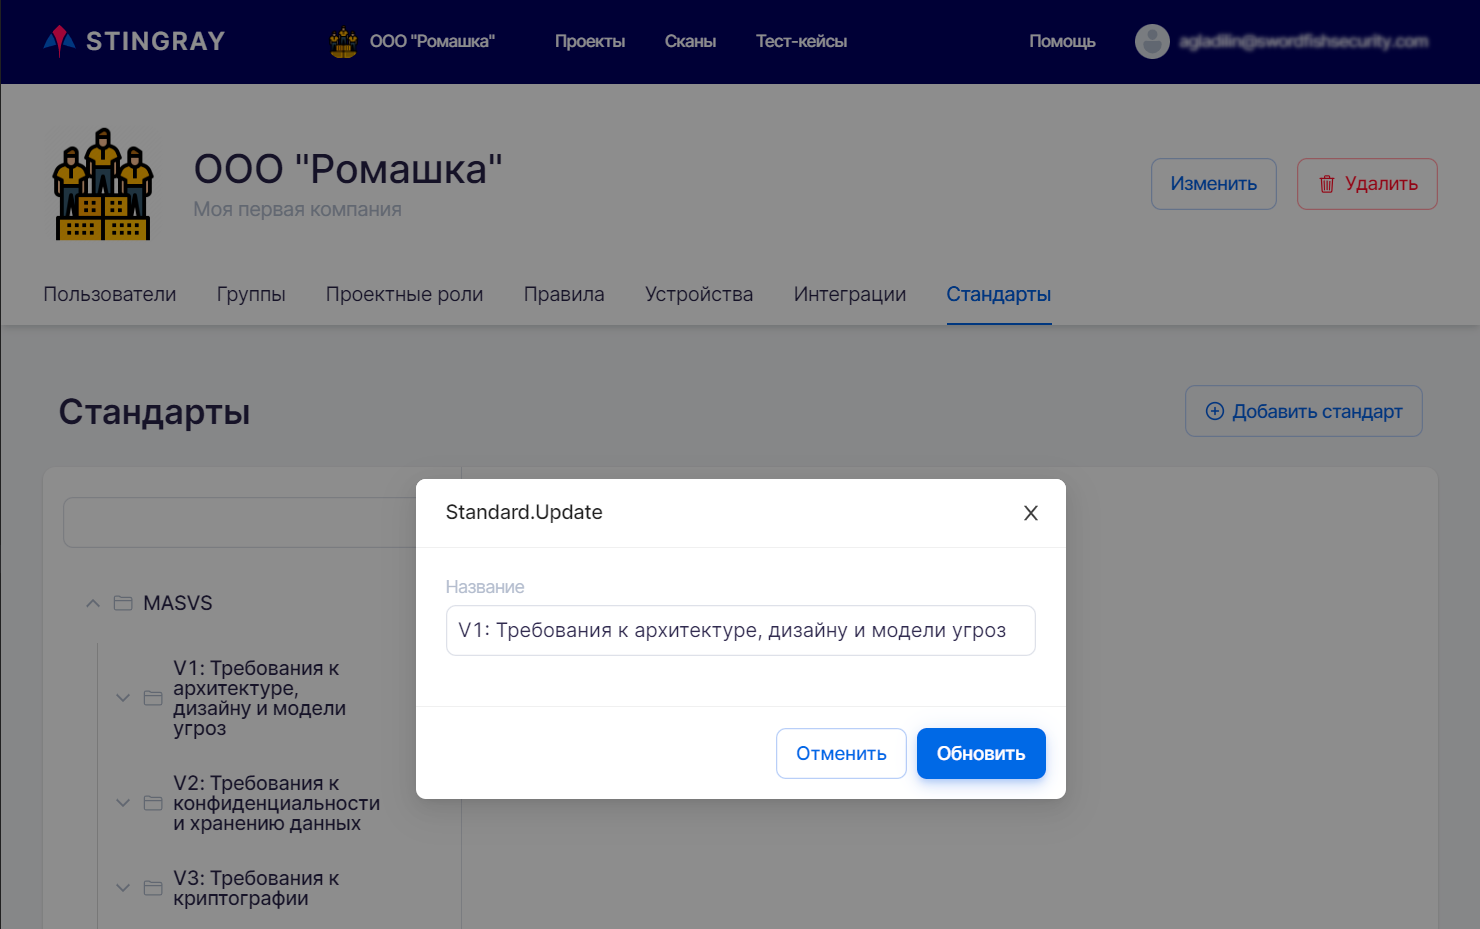 STINGRAY
ООО "Ромашка"
Проекты
Сканы
Тест-кейсы
Помощь
ООО "Ромашка"
Моя первая компания
Изменить
Удалить
Пользователи
Группы
Проектные роли
Правила
Устройства
Интеграции
Стандарты
Стандарты
Добавить стандарт
MASVS
V1: Требования к
архитектуре,
дизайну и модели
угроз
V2: Требования к
конфиденциальности
и хранению данных
V3: Требования к
криптографии
Standard.Update
Название
V1: Требования к архитектуре, дизайну и модели угроз
Отменить
Обновить